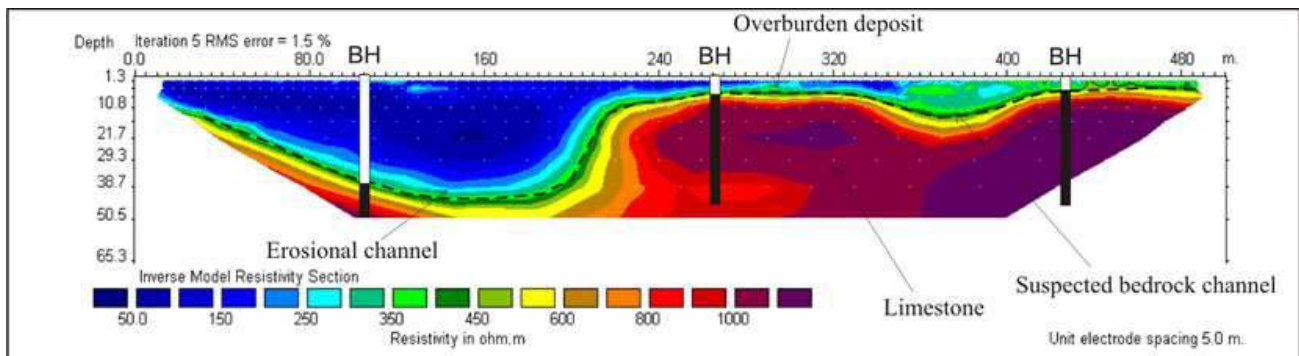 Overburden deposit
Depth Iteration 5 RMS error = 1.5 %
BH BH BH
0.0 80.0 160 240 320 400 480 m.
1.3
10.8
21.7
29.3
38.7
50.5
65.3
Erosional channel
Suspected bedrock channel
Limestone
Inverse Model Resistivity Section
50.0 150 250 350 450 600 800 1000
Resistivity in ohm.m
Unit electrode spacing 5.0 m.